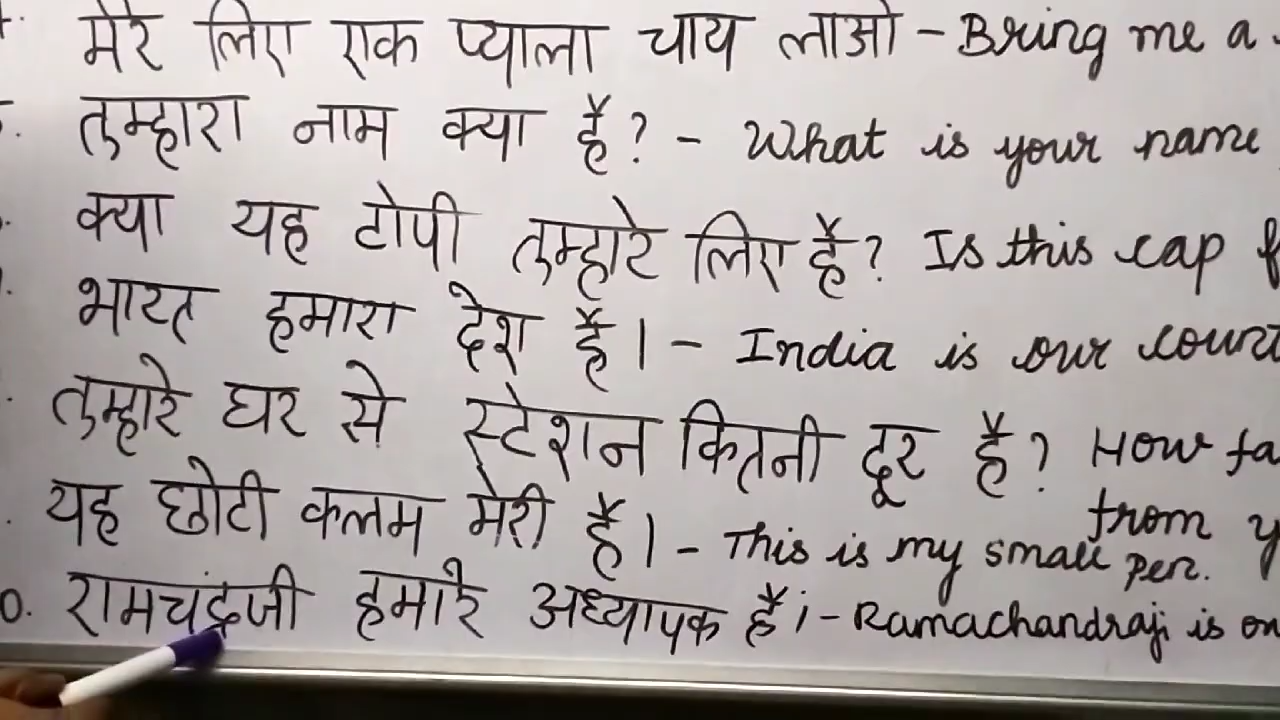 मेरे लिए एक प्याला चाय लाओ - Bring me a
तुम्हारा नाम क्या है? - What is your name
क्या यह टोपी तुम्हारे लिए है? Is this cap
भारत हमारा देश है। - India is our
तुम्हारे घर से स्टेशन कितनी दूर है? How
from
यह छोटी कलम मेरी है। - This is my small pen.
रामचंद्रजी हमारे अध्यापक हैं। - Ramachandraji is